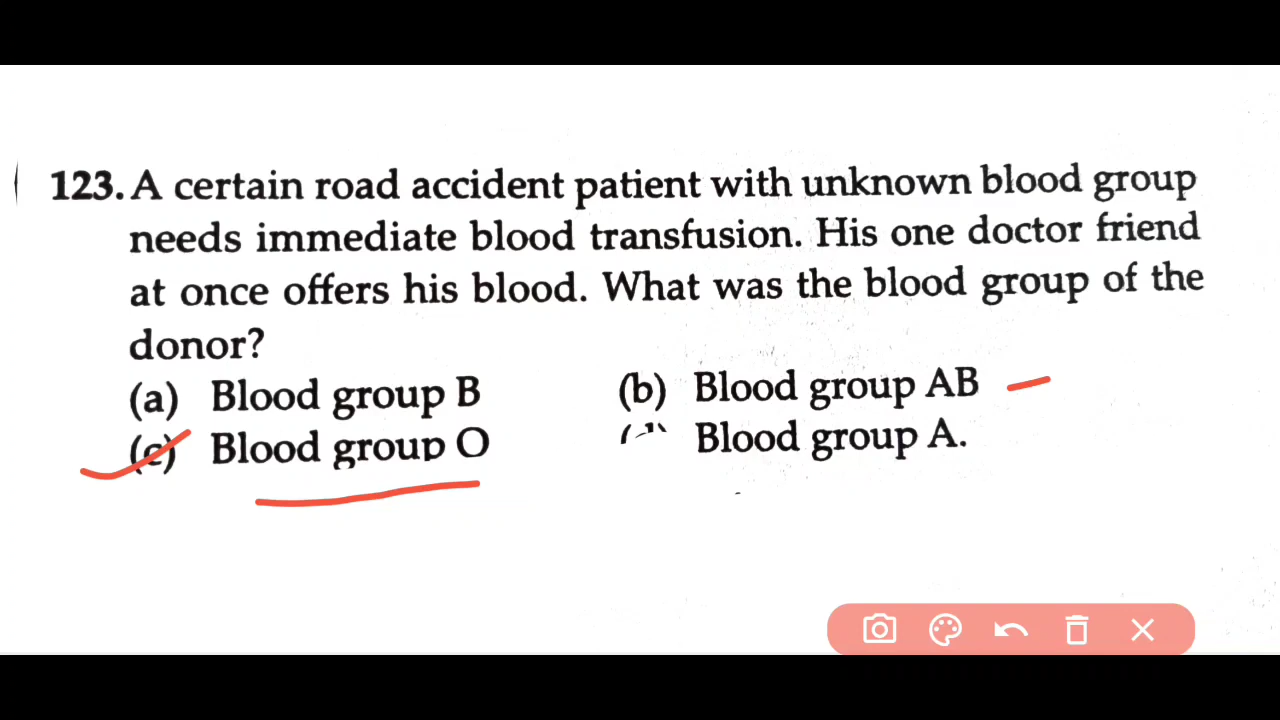 123. A certain road accident patient with unknown blood group
needs immediate blood transfusion. His one doctor friend
at once offers his blood. What was the blood group of the
donor?
(a) Blood group B (b) Blood group AB
(c) Blood group O (d) Blood group A.